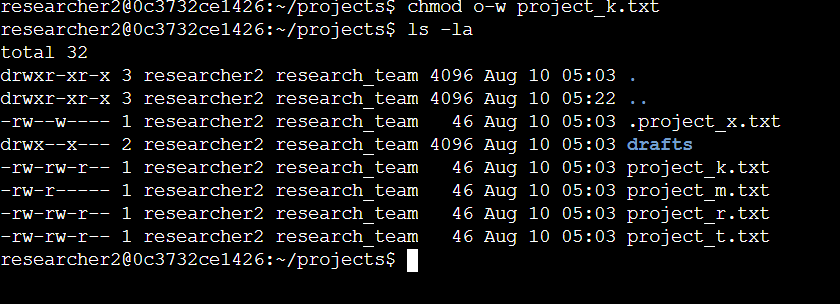 researcher2@0c3732ce1426:~/projects$ chmod o-w project_k.txt
researcher2@0c3732ce1426:~/projects$ ls -la
total 32
drwxr-xr-x 3 researcher2 research_team 4096 Aug 10 05:03 .
drwxr-xr-x 3 researcher2 research_team 4096 Aug 10 05:22 ..
-rw--w---- 1 researcher2 research_team   46 Aug 10 05:03 .project_x.txt
drwx--x--- 2 researcher2 research_team 4096 Aug 10 05:03 drafts
-rw-rw-r-- 1 researcher2 research_team   46 Aug 10 05:03 project_k.txt
-rw-r----- 1 researcher2 research_team   46 Aug 10 05:03 project_m.txt
-rw-rw-r-- 1 researcher2 research_team   46 Aug 10 05:03 project_r.txt
-rw-rw-r-- 1 researcher2 research_team   46 Aug 10 05:03 project_t.txt
researcher2@0c3732ce1426:~/projects$